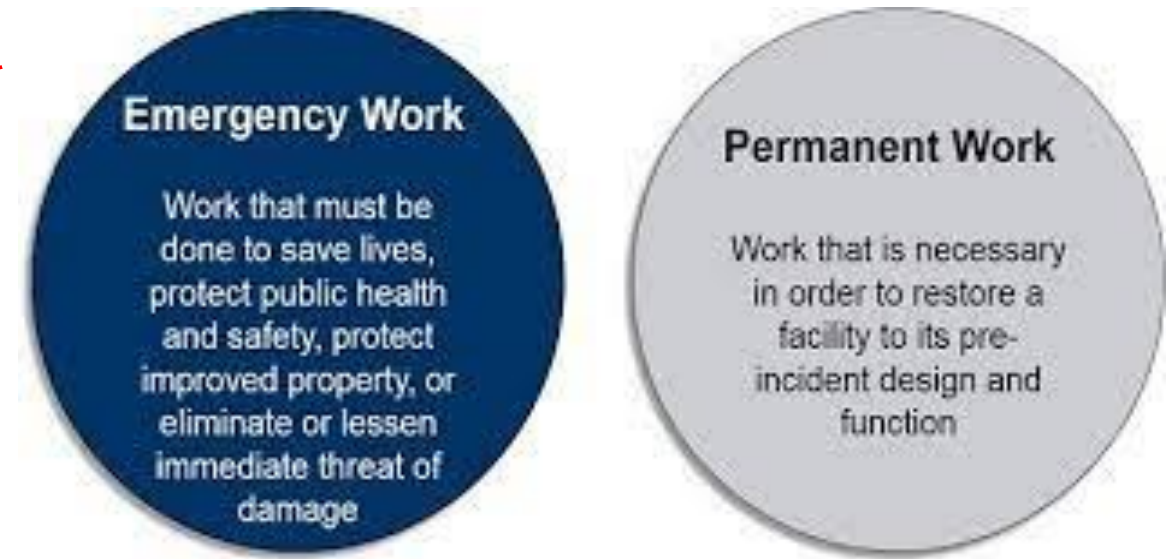 Emergency Work
Work that must be
done to save lives,
protect public health
and safety, protect
improved property, or
eliminate or lessen
immediate threat of
damage
Permanent Work
Work that is necessary
in order to restore a
facility to its pre-
incident design and
function